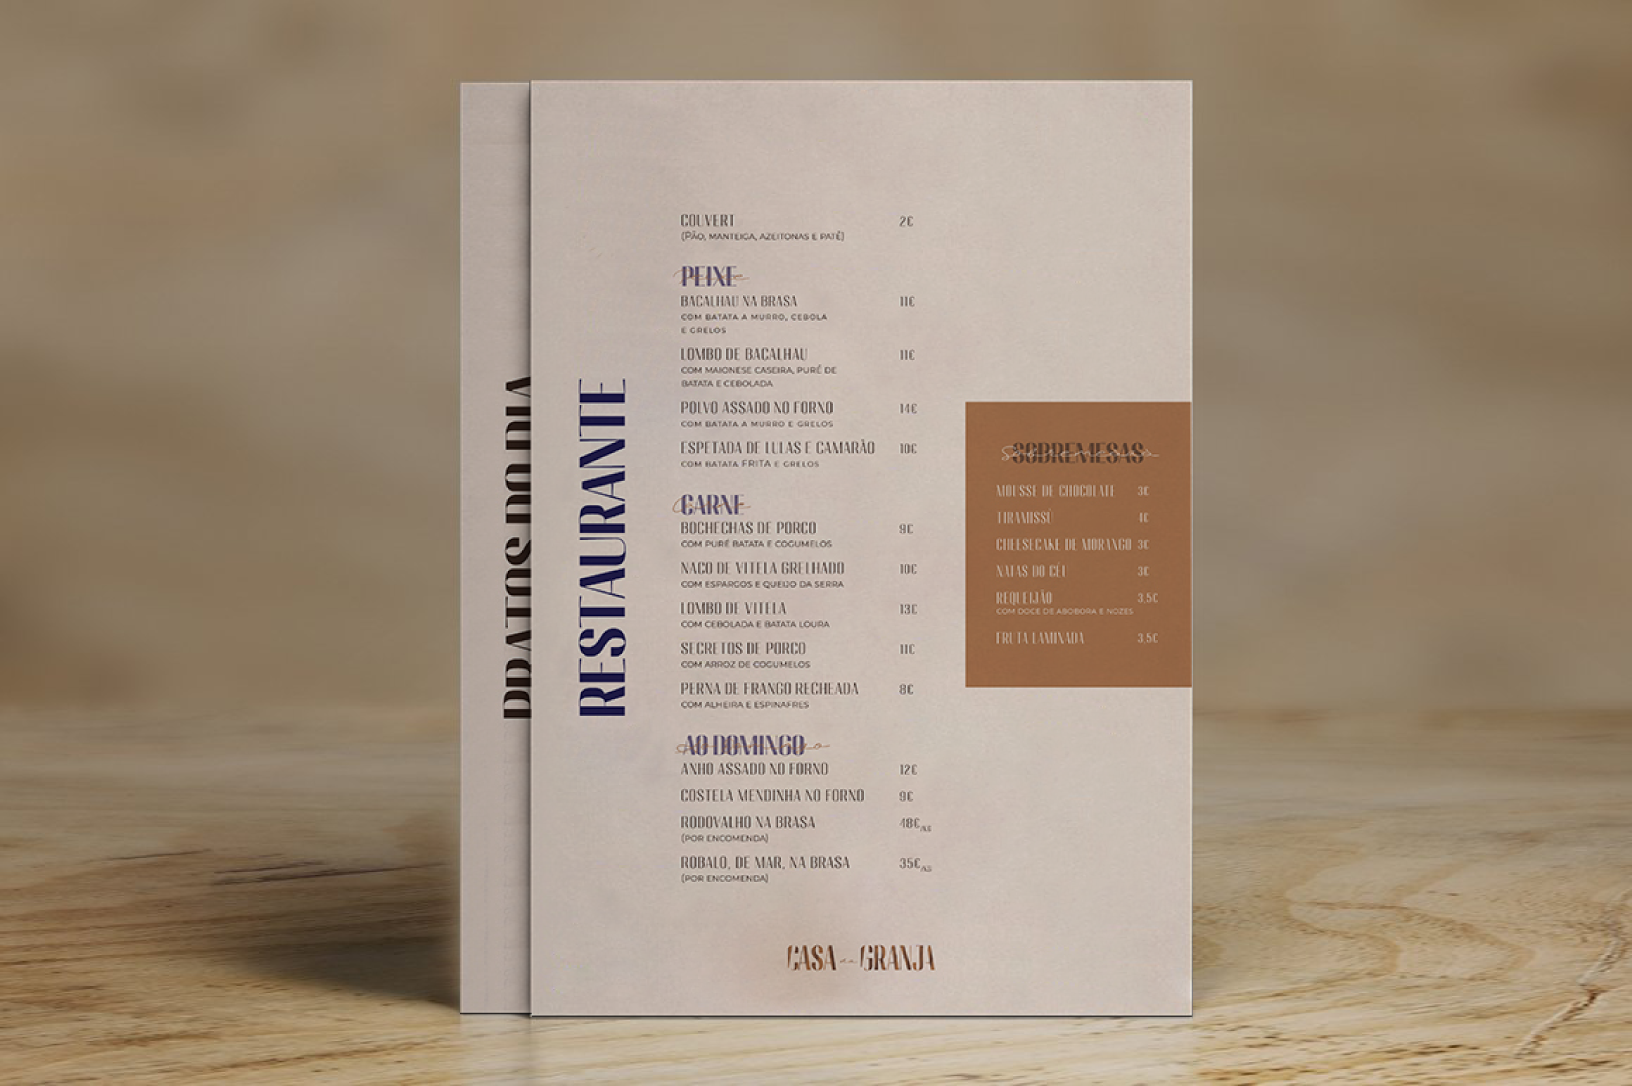 PRATOS DO DIA
RESTAURANTE
COUVERT 2€
(PÃO, MANTEIGA, AZEITONAS E PATÊ)
PEIXE
BACALHAU NA BRASA 11€
COM BATATA A MURRO, CEBOLA
E GRELOS
LOMBO DE BACALHAU 11€
COM MAIONESE CASEIRA, PURÉ DE
BATATA E CEBOLADA
POLVO ASSADO NO FORNO 14€
COM BATATA A MURRO E GRELOS
ESPETADA DE LULAS E CAMARÃO 10€
COM BATATA FRITA E GRELOS
CARNE
BOCHECHAS DE PORCO 9€
COM PURÉ BATATA E COGUMELOS
NACO DE VITELA GRELHADO 10€
COM ESPARGOS E QUEIJO DA SERRA
LOMBO DE VITELA 13€
COM CEBOLADA E BATATA LOURA
SECRETOS DE PORCO 11€
COM ARROZ DE COGUMELOS
PERNA DE FRANGO RECHEADA 8€
COM ALHEIRA E ESPINAFRES
AO DOMINGO
ANHO ASSADO NO FORNO 12€
COSTELA MENDINHA NO FORNO 9€
RODOVALHO NA BRASA 48€
(POR ENCOMENDA)
ROBALO, DE MAR, NA BRASA 35€
(POR ENCOMENDA)
SOBREMESAS
MOUSSE DE CHOCOLATE 3€
TIRAMISSÚ 4€
CHEESECAKE DE MORANGO 3€
NATAS DO CÉU 3€
REQUEIJÃO 3,5€
COM DOCE DE ABOBORA E NOZES
FRUTA LAMINADA 3,5€
CASA da GRANJA